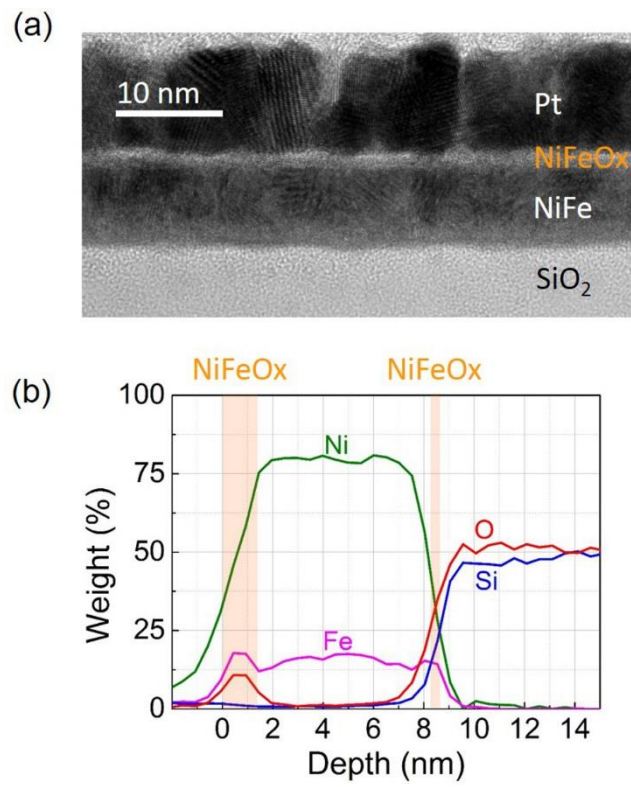 (a)
10 nm
Pt
NiFeOx
NiFe
SiO₂
(b)
NiFeOx NiFeOx
100
75
50
25
0
Weight (%)
Ni
Fe
O
Si
0 2 4 6 8 10 12 14
Depth (nm)